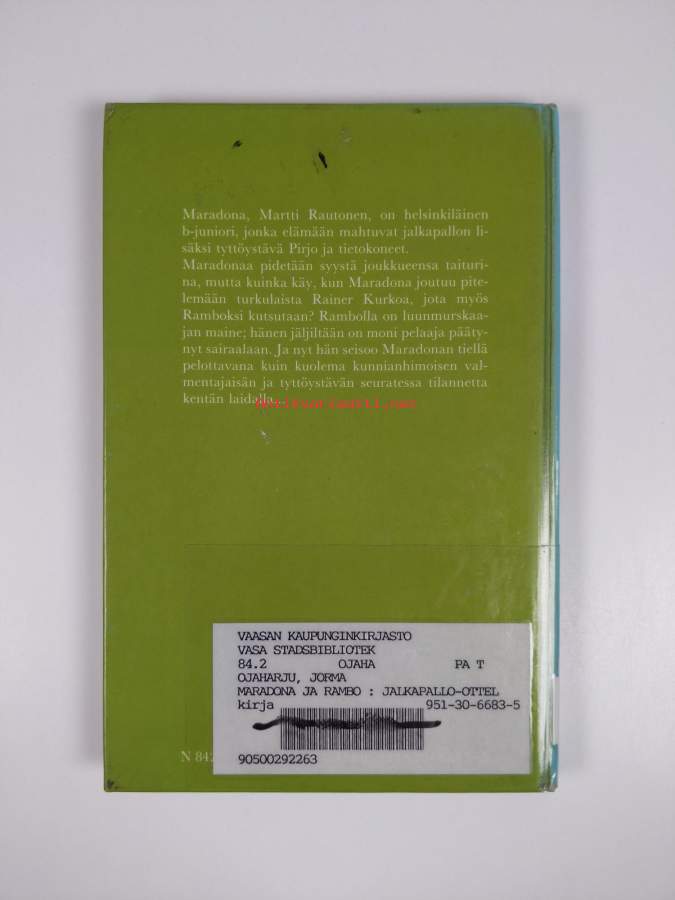 Maradona, Martti Rautonen, on helsinkiläinen
b-juniori, jonka elämään mahtuvat jalkapallon li-
säksi tyttöystävä Pirjo ja tietokoneet.
Maradonaa pidetään syystä joukkueensa taituri-
na, mutta kuinka käy, kun Maradona joutuu pite-
lemään turkulaista Rainer Kurkoa, jota myös
Ramboksi kutsutaan? Rambolla on luunmurskaa-
jan maine; hänen jäljiltään on moni pelaaja pääty-
nyt sairaalaan. Ja nyt hän seisoo Maradonan tiellä
pelottavana kuin kuolema kunnianhimoisen val-
mentajaisän ja tyttöystävän seuratessa tilannetta
kentän laidalla...
VAASAN KAUPUNGINKIRJASTO
VASA STADSBIBLIOTEK
84.2 OJAHA PA T
OJAHARJU, JORMA
MARADONA JA RAMBO : JALKAPALLO-OTTEL
kirja 951-30-6683-5
90500292263
N 842